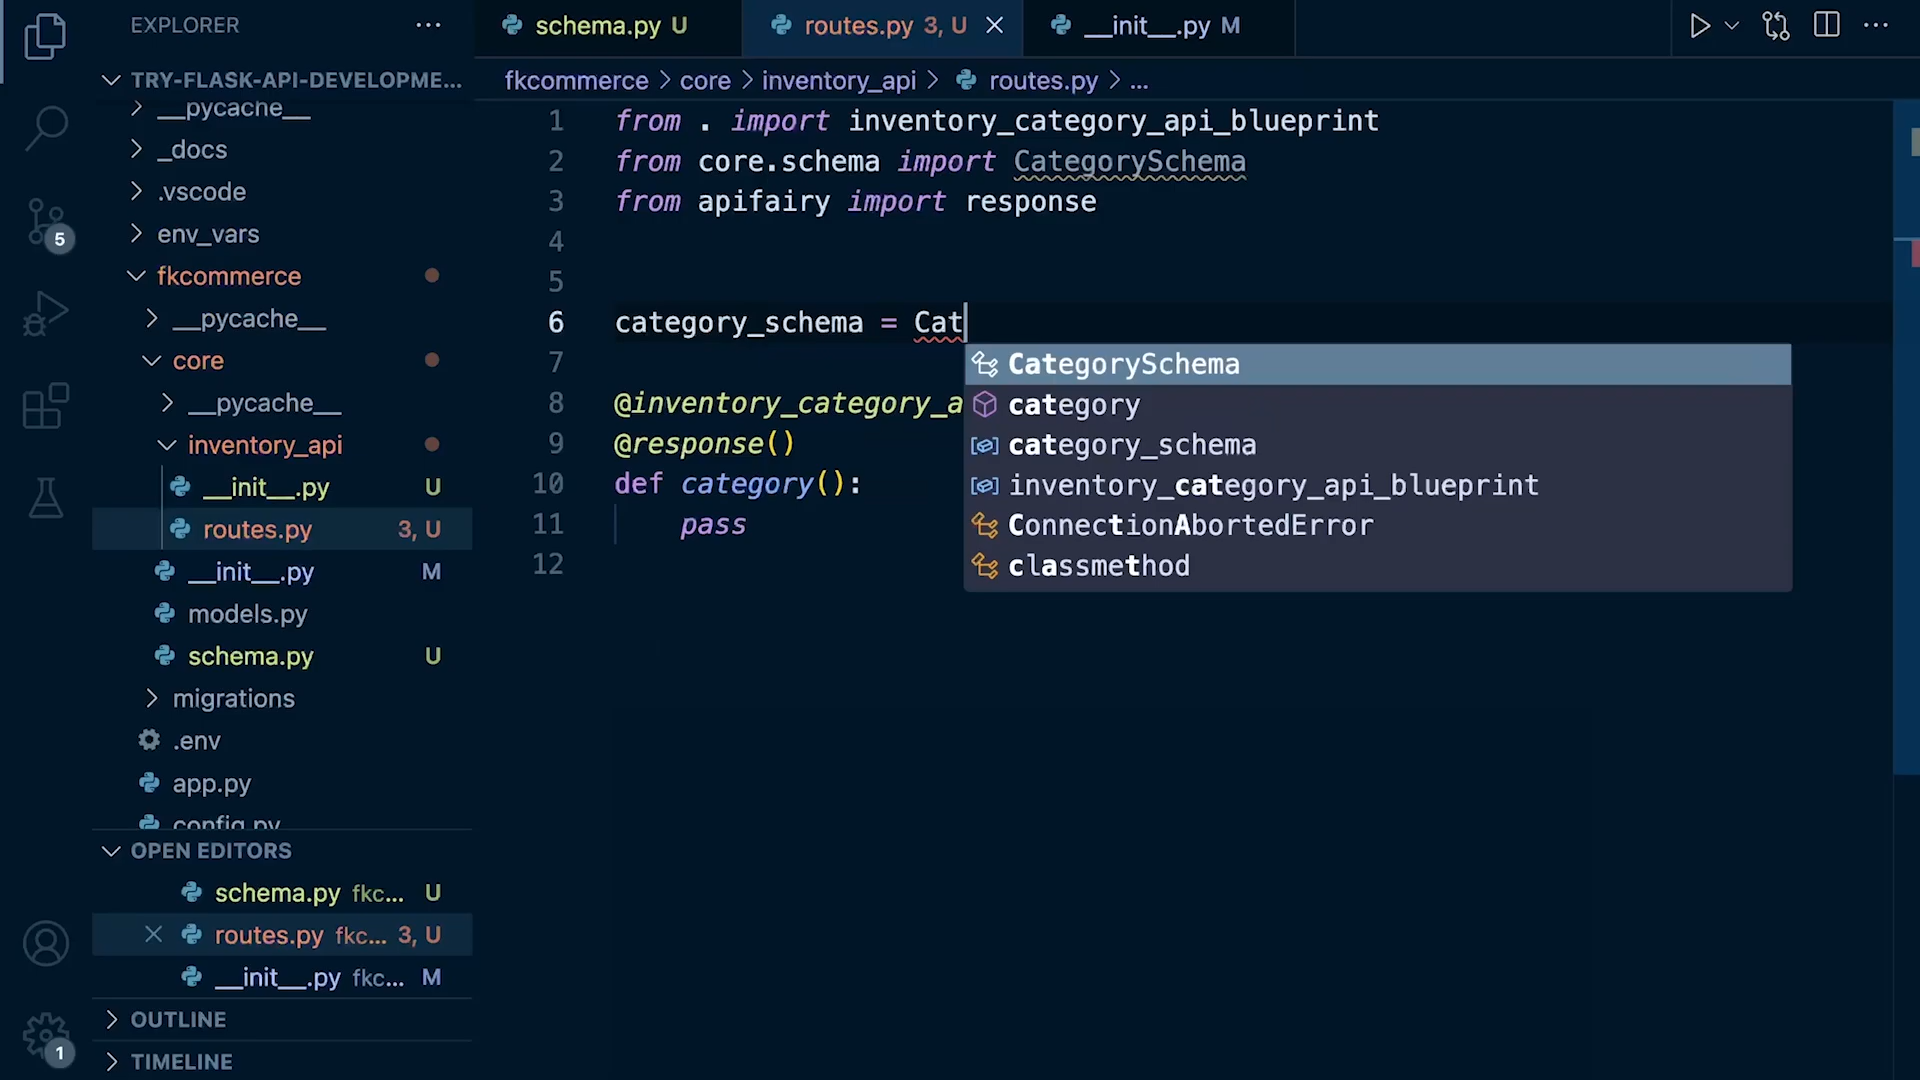 EXPLORER
TRY-FLASK-API-DEVELOPME...
__pycache__
_docs
.vscode
env_vars
fkcommerce
__pycache__
core
__pycache__
inventory_api
__init__.py U
routes.py 3, U
__init__.py M
models.py
schema.py U
migrations
.env
app.py
config.py
OPEN EDITORS
schema.py fkc... U
routes.py fkc... 3, U
__init__.py fkc... M
OUTLINE
TIMELINE
5
1
schema.py U
routes.py 3, U
__init__.py M
fkcommerce > core > inventory_api > routes.py > ...
1 from . import inventory_category_api_blueprint
2 from core.schema import CategorySchema
3 from apifairy import response
4
5
6 category_schema = Cat
7
8 @inventory_category_a
9 @response()
10 def category():
11 pass
12
CategorySchema
category
category_schema
inventory_category_api_blueprint
ConnectionAbortedError
classmethod